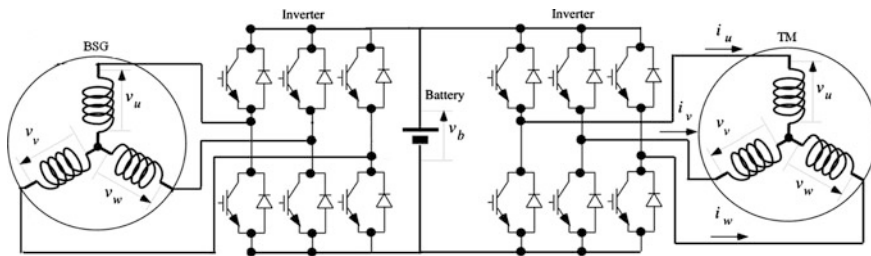 Inverter
Inverter
BSG
TM
Battery
i_u
v_u
v_v
v_w
v_b
i_v
v_u
v_v
v_w
i_w